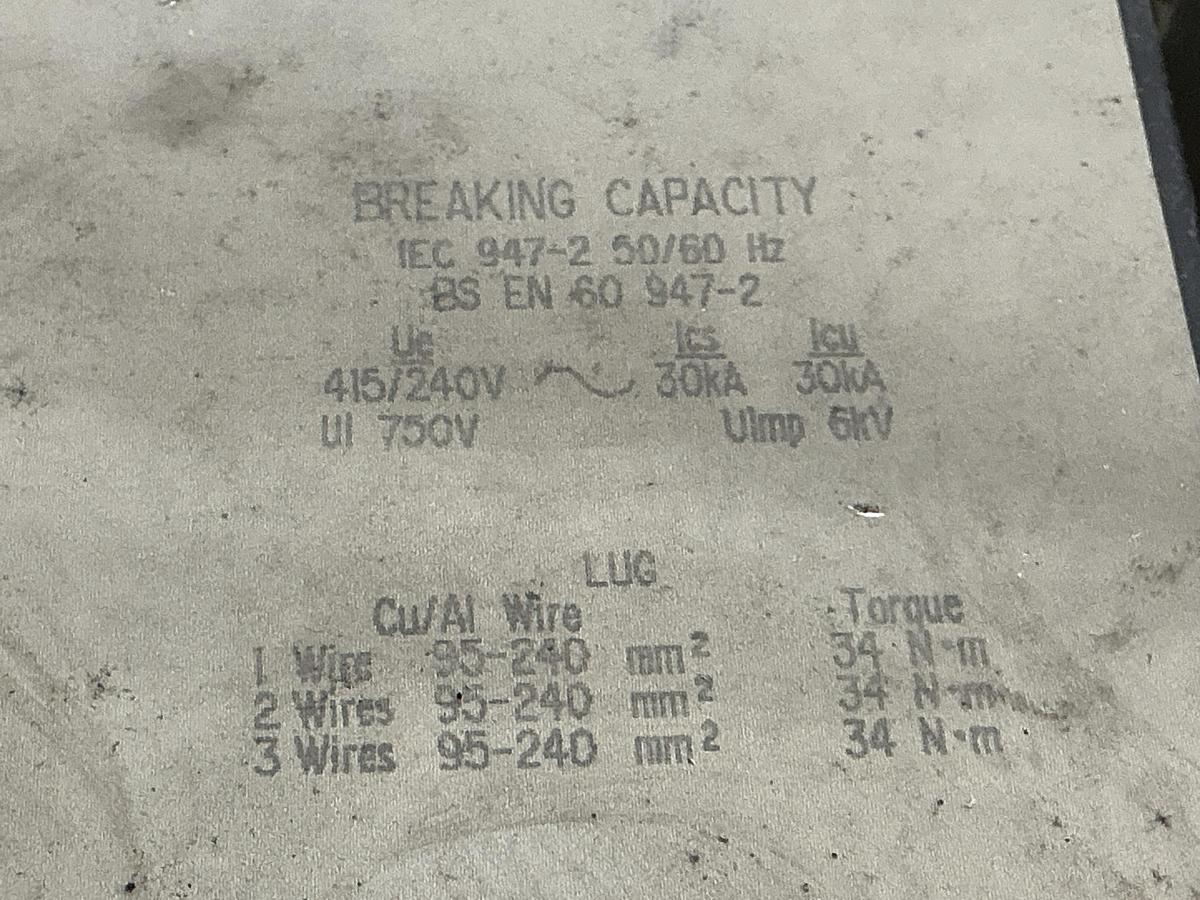 BREAKING CAPACITY
IEC 947-2 50/60 Hz
BS EN 60 947-2
Ue Ics Icu
415/240V ~ 30kA 30kA
UI 750V UImp 6kV
LUG
Cu/Al Wire Torque
1 Wire 95-240 mm² 34 N·m
2 Wires 95-240 mm² 34 N·m
3 Wires 95-240 mm² 34 N·m